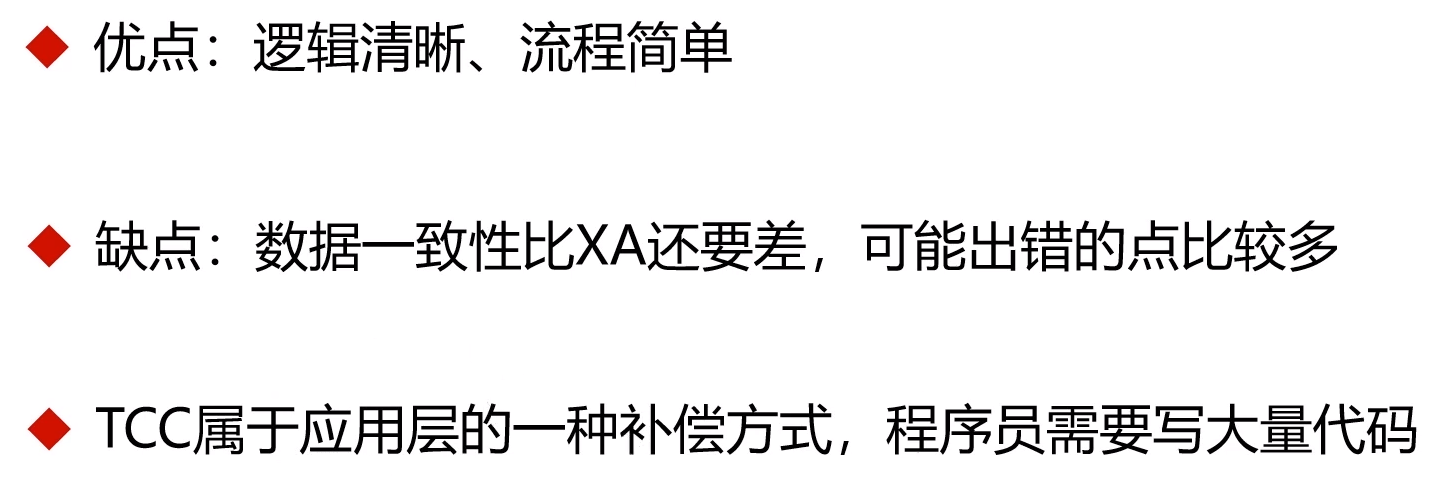 优点：逻辑清晰、流程简单
缺点：数据一致性比XA还要差，可能出错的点比较多
TCC属于应用层的一种补偿方式，程序员需要写大量代码